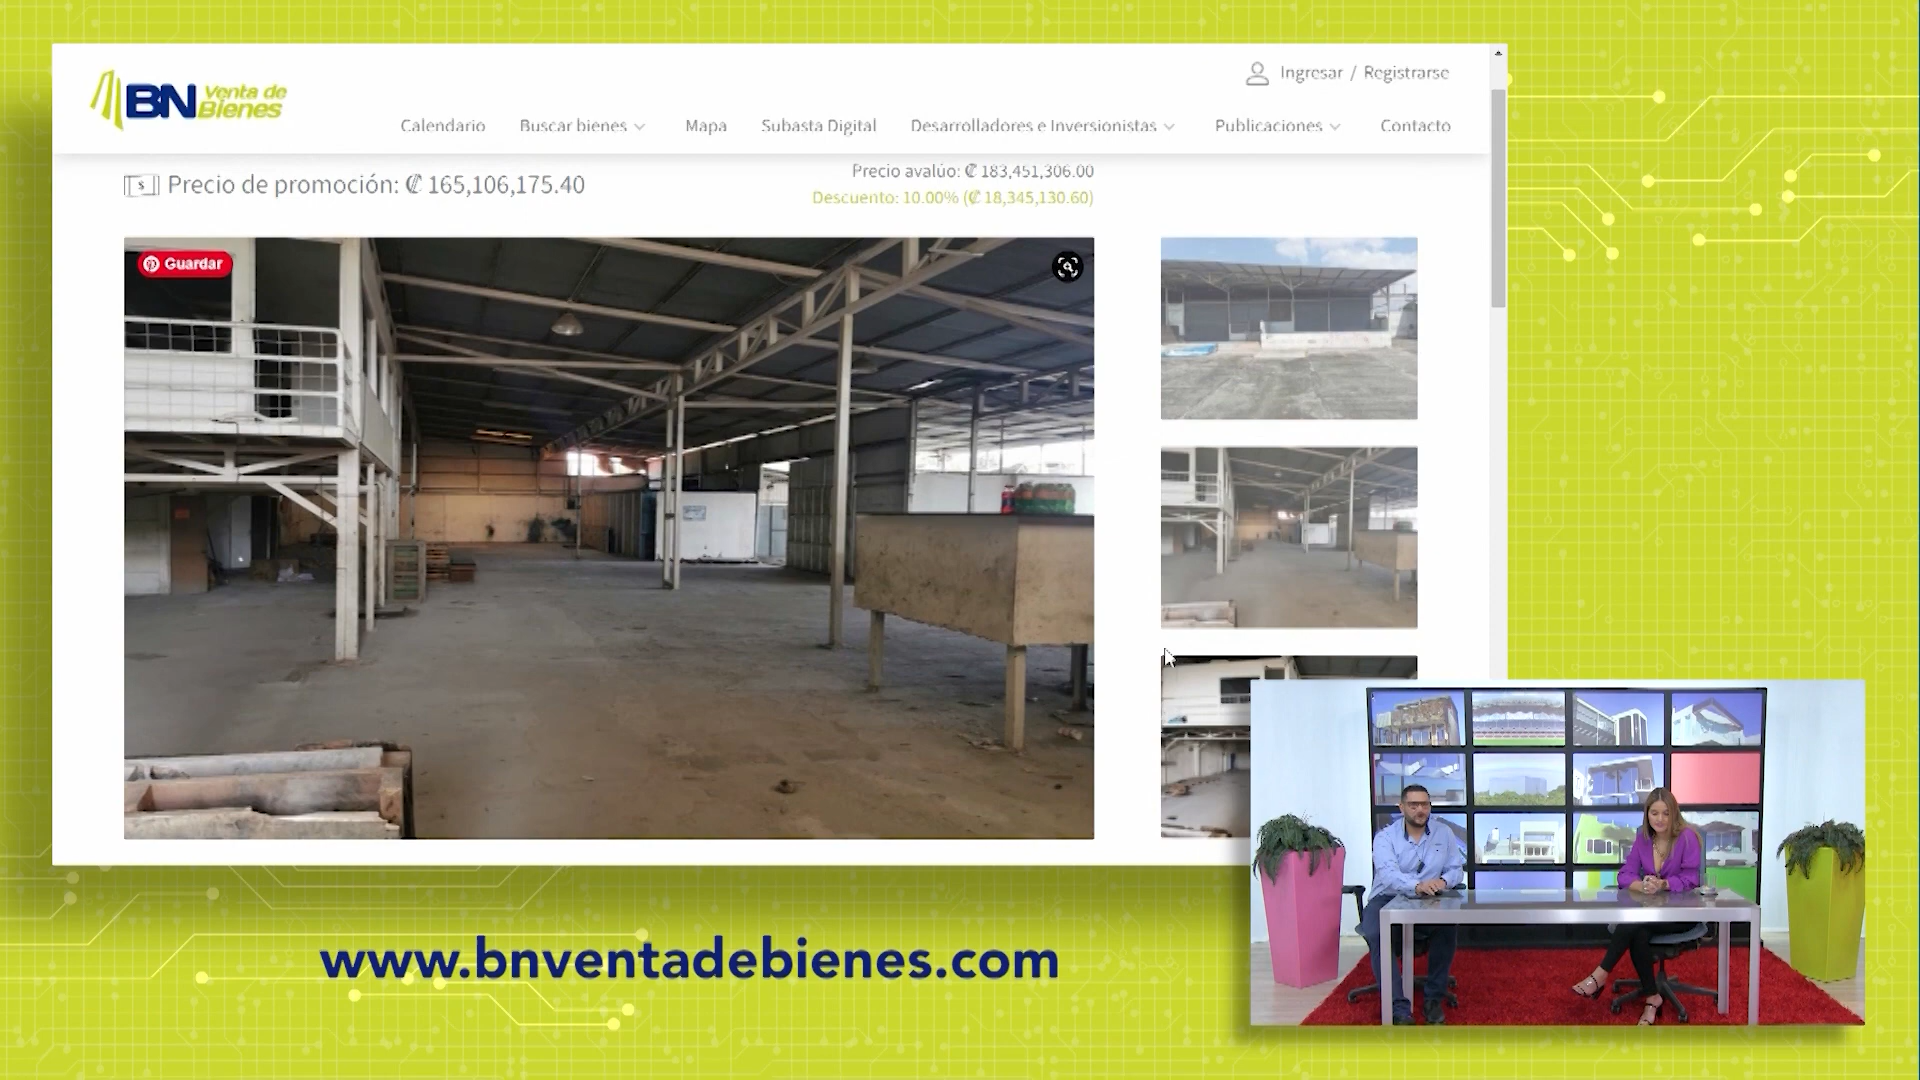 BN Venta de Bienes
Ingresar / Registrarse
Calendario Buscar bienes Mapa Subasta Digital Desarrolladores e Inversionistas Publicaciones Contacto
Precio de promoción: ₡ 165,106,175.40
Precio avalúo: ₡ 183,451,306.00
Descuento: 10.00% (₡ 18,345,130.60)
Guardar
www.bnventadebienes.com